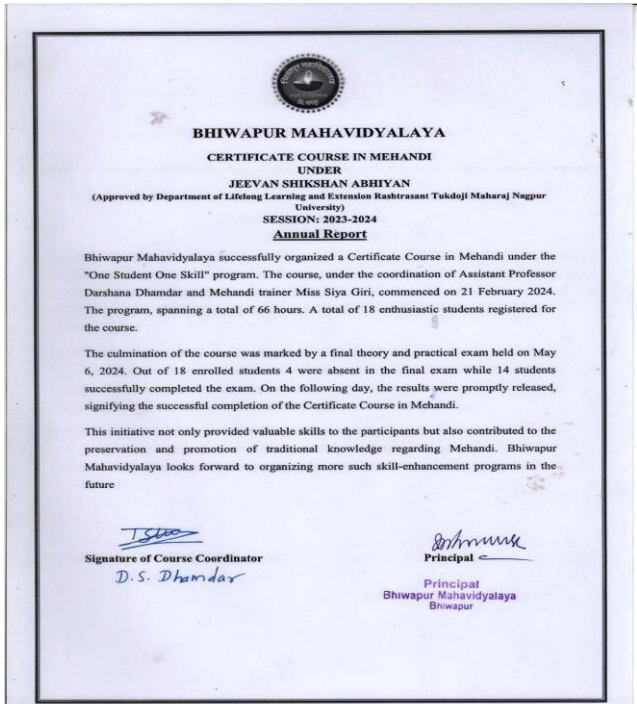 भिवापूर महाविद्यालय
BHIWAPUR MAHAVIDYALAYA
CERTIFICATE COURSE IN MEHANDI
UNDER
JEEVAN SHIKSHAN ABHIYAN
(Approved by Department of Lifelong Learning and Extension Rashtrasant Tukdoji Maharaj Nagpur
University)
SESSION: 2023-2024
Annual Report
Bhiwapur Mahavidyalaya successfully organized a Certificate Course in Mehandi under the
"One Student One Skill" program. The course, under the coordination of Assistant Professor
Darshana Dhamdar and Mehandi trainer Miss Siya Giri, commenced on 21 February 2024.
The program, spanning a total of 66 hours. A total of 18 enthusiastic students registered for
the course.
The culmination of the course was marked by a final theory and practical exam held on May
6, 2024. Out of 18 enrolled students 4 were absent in the final exam while 14 students
successfully completed the exam. On the following day, the results were promptly released,
signifying the successful completion of the Certificate Course in Mehandi.
This initiative not only provided valuable skills to the participants but also contributed to the
preservation and promotion of traditional knowledge regarding Mehandi. Bhiwapur
Mahavidyalaya looks forward to organizing more such skill-enhancement programs in the
future
Signature of Course Coordinator
D. S. Dhamdar
Principal
Principal
Bhiwapur Mahavidyalaya
Bhiwapur